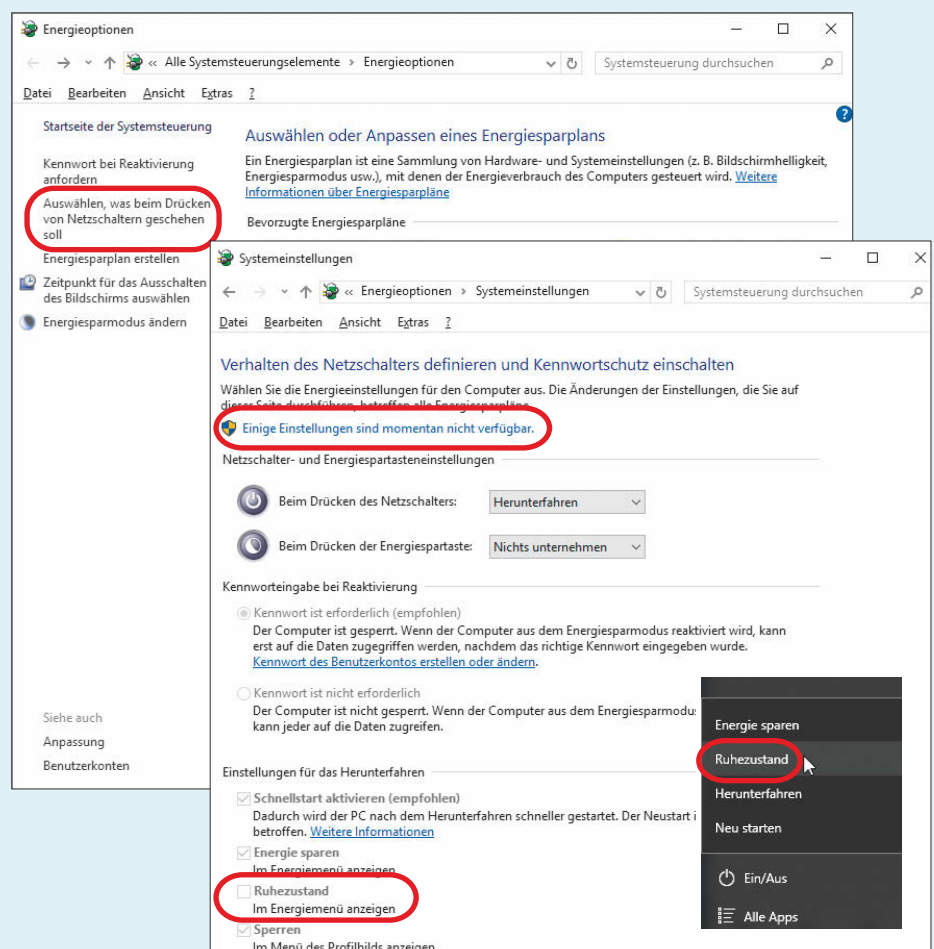 Energieoptionen
« Alle Systemsteuerungselemente › Energieoptionen
Systemsteuerung durchsuchen
Datei Bearbeiten Ansicht Extras ?
Startseite der Systemsteuerung
Kennwort bei Reaktivierung
anfordern
Auswählen, was beim Drücken
von Netzschaltern geschehen
soll
Energiesparplan erstellen
Zeitpunkt für das Ausschalten
des Bildschirms auswählen
Energiesparmodus ändern
Siehe auch
Anpassung
Benutzerkonten
?
Auswählen oder Anpassen eines Energiesparplans
Ein Energiesparplan ist eine Sammlung von Hardware- und Systemeinstellungen (z. B. Bildschirmhelligkeit,
Energiesparmodus usw.), mit denen der Energieverbrauch des Computers gesteuert wird. Weitere
Informationen über Energiesparpläne
Bevorzugte Energiesparpläne
Systemeinstellungen
« Energieoptionen › Systemeinstellungen
Systemsteuerung durchsuchen
Datei Bearbeiten Ansicht Extras ?
Verhalten des Netzschalters definieren und Kennwortschutz einschalten
Wählen Sie die Energieeinstellungen für den Computer aus. Die Änderungen der Einstellungen, die Sie auf
dieser Seite durchführen, betreffen alle Energiesparpläne.
Einige Einstellungen sind momentan nicht verfügbar.
Netzschalter- und Energiespartasteneinstellungen
Beim Drücken des Netzschalters: Herunterfahren
Beim Drücken der Energiespartaste: Nichts unternehmen
Kennworteingabe bei Reaktivierung
Kennwort ist erforderlich (empfohlen)
Der Computer ist gesperrt. Wenn der Computer aus dem Energiesparmodus reaktiviert wird, kann
erst auf die Daten zugegriffen werden, nachdem das richtige Kennwort eingegeben wurde.
Kennwort des Benutzerkontos erstellen oder ändern.
Kennwort ist nicht erforderlich
Der Computer ist nicht gesperrt. Wenn der Computer aus dem Energiesparmodu
kann jeder auf die Daten zugreifen.
Einstellungen für das Herunterfahren
Schnellstart aktivieren (empfohlen)
Dadurch wird der PC nach dem Herunterfahren schneller gestartet. Der Neustart i
betroffen. Weitere Informationen
Energie sparen
Im Energiemenü anzeigen
Ruhezustand
Im Energiemenü anzeigen
Sperren
Im Menü des Profilbilds anzeigen
Energie sparen
Ruhezustand
Herunterfahren
Neu starten
Ein/Aus
Alle Apps